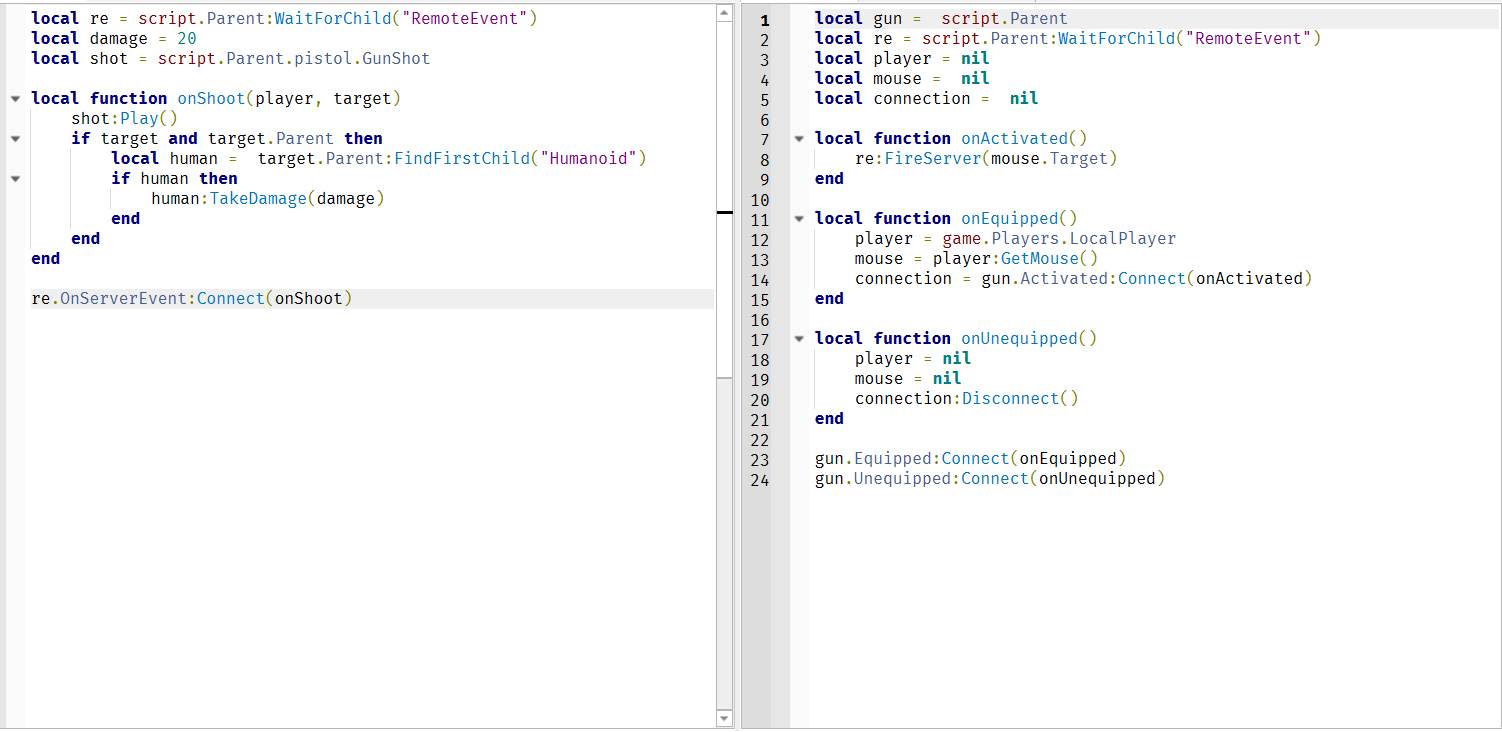 local re = script.Parent:WaitForChild("RemoteEvent")
local damage = 20
local shot = script.Parent.pistol.GunShot
local function onShoot(player, target)
shot:Play()
if target and target.Parent then
local human =  target.Parent:FindFirstChild("Humanoid")
if human then
human:TakeDamage(damage)
end
end
end
re.OnServerEvent:Connect(onShoot)
1 local gun =  script.Parent
2 local re = script.Parent:WaitForChild("RemoteEvent")
3 local player = nil
4 local mouse =  nil
5 local connection =  nil
6
7 local function onActivated()
8 re:FireServer(mouse.Target)
9 end
10
11 local function onEquipped()
12 player = game.Players.LocalPlayer
13 mouse = player:GetMouse()
14 connection = gun.Activated:Connect(onActivated)
15 end
16
17 local function onUnequipped()
18 player = nil
19 mouse = nil
20 connection:Disconnect()
21 end
22
23 gun.Equipped:Connect(onEquipped)
24 gun.Unequipped:Connect(onUnequipped)